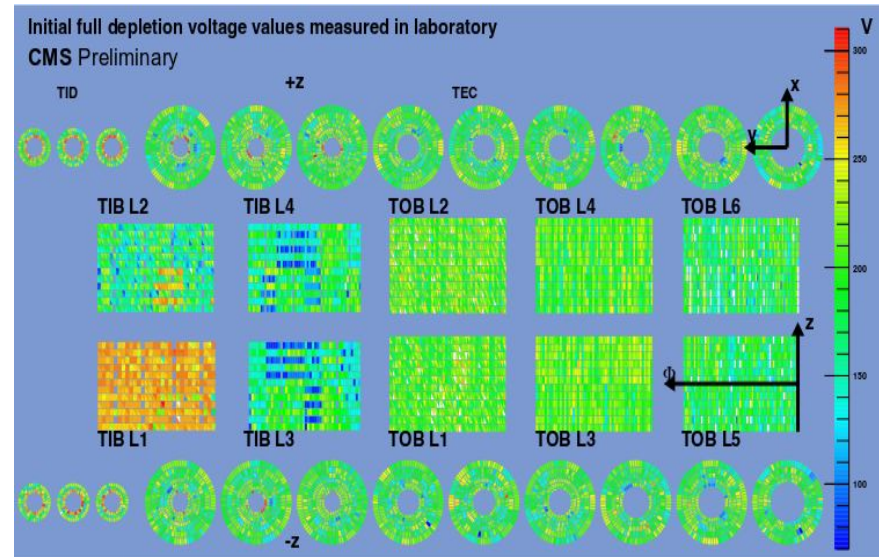 Initial full depletion voltage values measured in laboratory
V
CMS Preliminary
300
+z
x
TID
TEC
y
TIB L2
TIB L4
TOB L2
TOB L4
TOB L6
250
200
z
Φ
150
TIB L1
TIB L3
TOB L1
TOB L3
TOB L5
100
-z